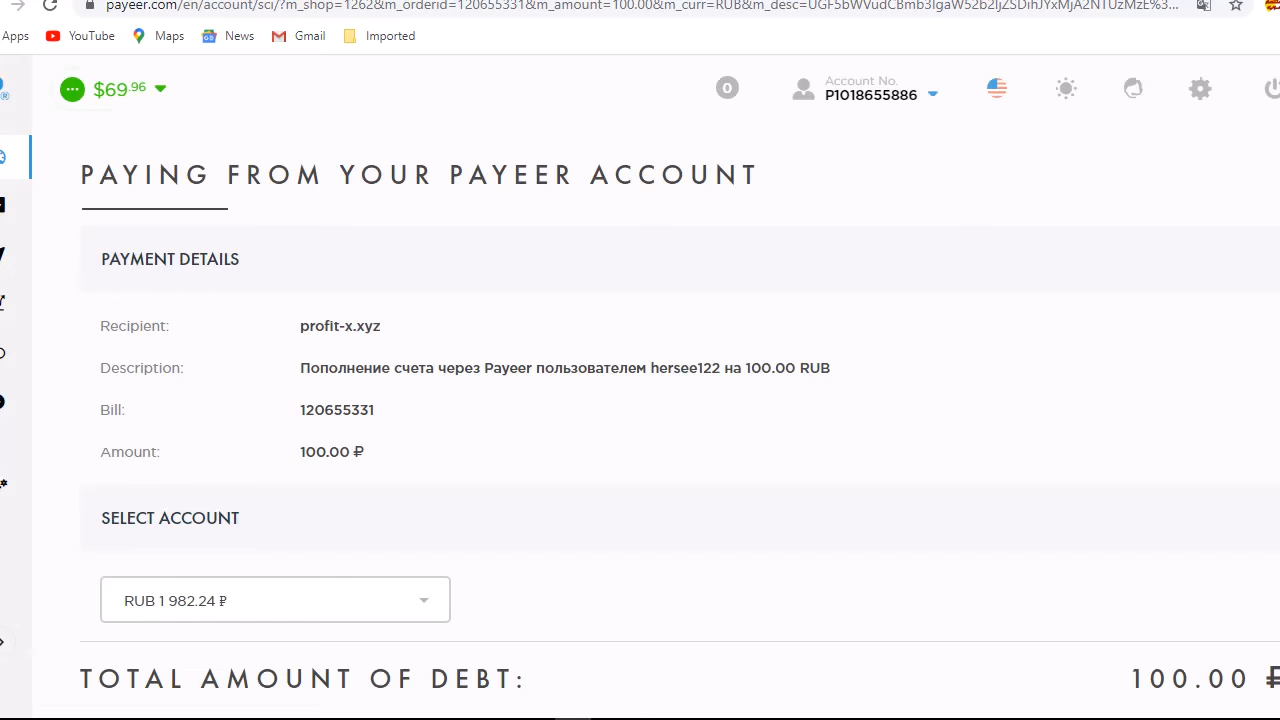 payeer.com/en/account/sci/?m_shop=1262&m_orderid=120655331&m_amount=100.00&m_curr=RUB&m_desc=
Apps YouTube Maps News Gmail Imported
$69.96 0 Account No.
P1018655886
PAYING FROM YOUR PAYEER ACCOUNT
PAYMENT DETAILS
Recipient: profit-x.xyz
Description: Пополнение счета через Payeer пользователем hersee122 на 100.00 RUB
Bill: 120655331
Amount: 100.00 ₽
SELECT ACCOUNT
RUB 1 982.24 ₽
TOTAL AMOUNT OF DEBT: 100.00 ₽